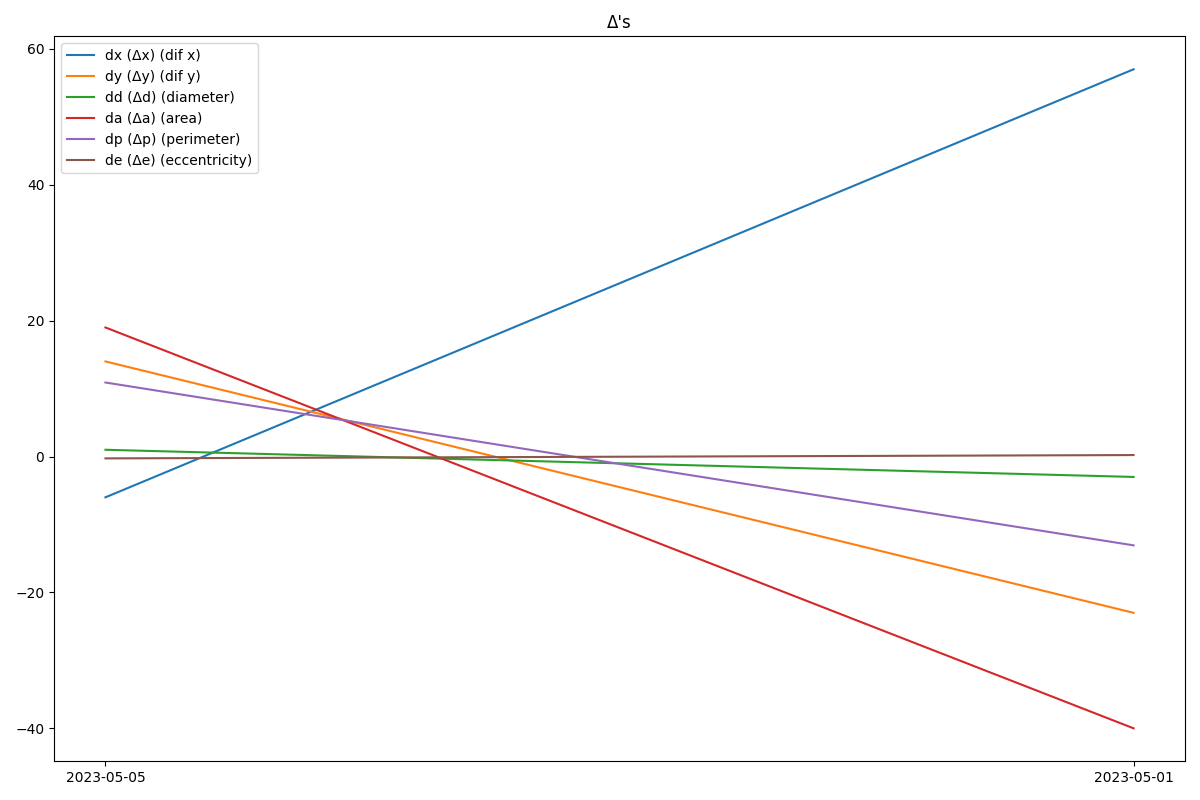 Δ's
dx (Δx) (dif x)
dy (Δy) (dif y)
dd (Δd) (diameter)
da (Δa) (area)
dp (Δp) (perimeter)
de (Δe) (eccentricity)
60
40
20
0
−20
−40
2023-05-05
2023-05-01